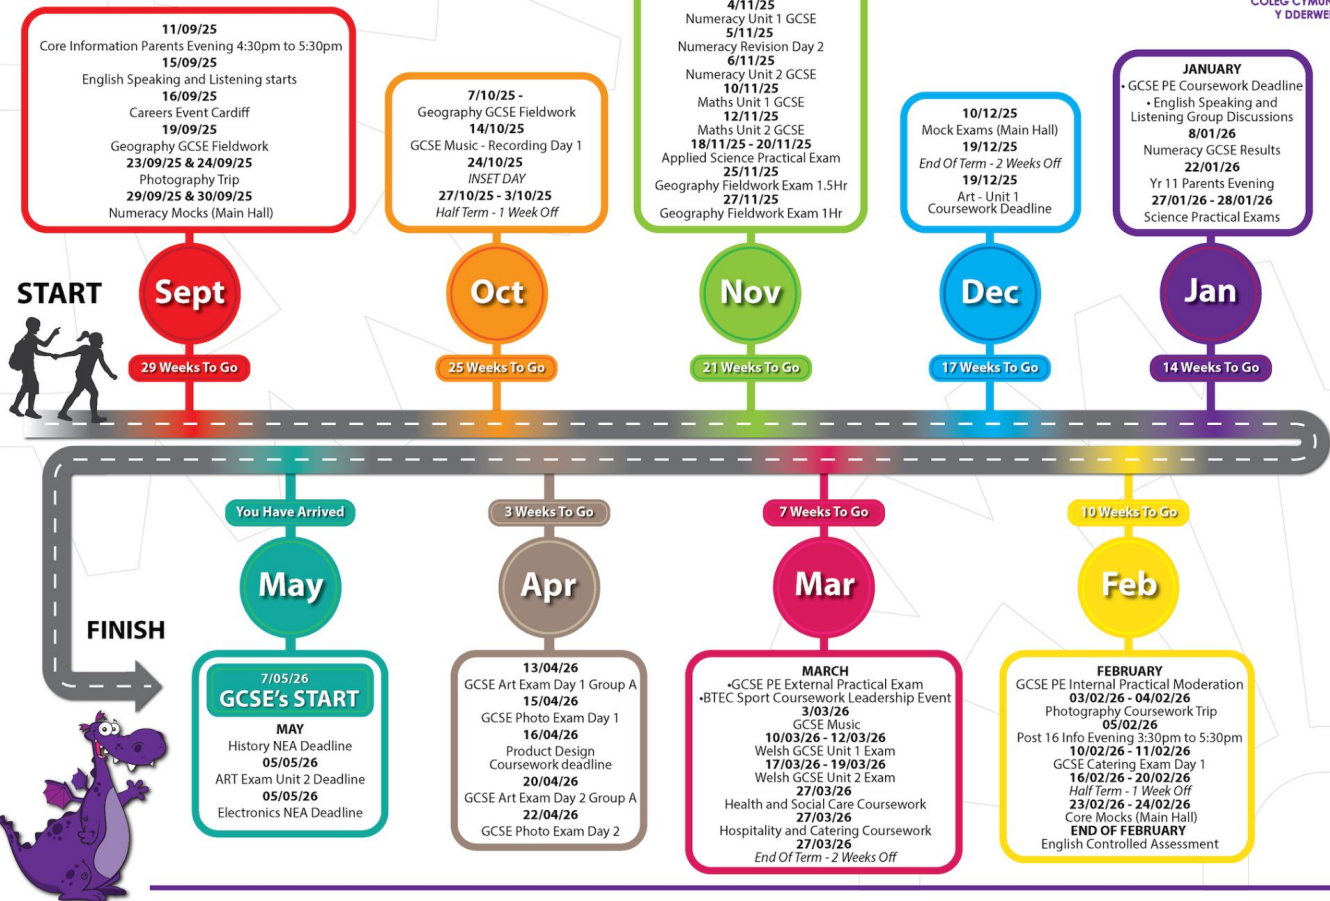 COLEG CYMUN
Y DDERWE
11/09/25
Core Information Parents Evening 4:30pm to 5:30pm
15/09/25
English Speaking and Listening starts
16/09/25
Careers Event Cardiff
19/09/25
Geography GCSE Fieldwork
23/09/25 & 24/09/25
Photography Trip
29/09/25 & 30/09/25
Numeracy Mocks (Main Hall)
7/10/25 -
Geography GCSE Fieldwork
14/10/25
GCSE Music - Recording Day 1
24/10/25
INSET DAY
27/10/25 - 3/10/25
Half Term - 1 Week Off
4/11/25
Numeracy Unit 1 GCSE
5/11/25
Numeracy Revision Day 2
6/11/25
Numeracy Unit 2 GCSE
10/11/25
Maths Unit 1 GCSE
12/11/25
Maths Unit 2 GCSE
18/11/25 - 20/11/25
Applied Science Practical Exam
25/11/25
Geography Fieldwork Exam 1.5Hr
27/11/25
Geography Fieldwork Exam 1Hr
10/12/25
Mock Exams (Main Hall)
19/12/25
End Of Term - 2 Weeks Off
19/12/25
Art - Unit 1
Coursework Deadline
JANUARY
• GCSE PE Coursework Deadline
• English Speaking and
Listening Group Discussions
8/01/26
Numeracy GCSE Results
22/01/26
Yr 11 Parents Evening
27/01/26 - 28/01/26
Science Practical Exams
START
Sept
Oct
Nov
Dec
Jan
29 Weeks To Go
25 Weeks To Go
21 Weeks To Go
17 Weeks To Go
14 Weeks To Go
You Have Arrived
3 Weeks To Go
7 Weeks To Go
10 Weeks To Go
May
Apr
Mar
Feb
FINISH
7/05/26
GCSE's START
MAY
History NEA Deadline
05/05/26
ART Exam Unit 2 Deadline
05/05/26
Electronics NEA Deadline
13/04/26
GCSE Art Exam Day 1 Group A
15/04/26
GCSE Photo Exam Day 1
16/04/26
Product Design
Coursework deadline
20/04/26
GCSE Art Exam Day 2 Group A
22/04/26
GCSE Photo Exam Day 2
MARCH
•GCSE PE External Practical Exam
•BTEC Sport Coursework Leadership Event
3/03/26
GCSE Music
10/03/26 - 12/03/26
Welsh GCSE Unit 1 Exam
17/03/26 - 19/03/26
Welsh GCSE Unit 2 Exam
27/03/26
Health and Social Care Coursework
27/03/26
Hospitality and Catering Coursework
27/03/26
End Of Term - 2 Weeks Off
FEBRUARY
GCSE PE Internal Practical Moderation
03/02/26 - 04/02/26
Photography Coursework Trip
05/02/26
Post 16 Info Evening 3:30pm to 5:30pm
10/02/26 - 11/02/26
GCSE Catering Exam Day 1
16/02/26 - 20/02/26
Half Term - 1 Week Off
23/02/26 - 24/02/26
Core Mocks (Main Hall)
END OF FEBRUARY
English Controlled Assessment